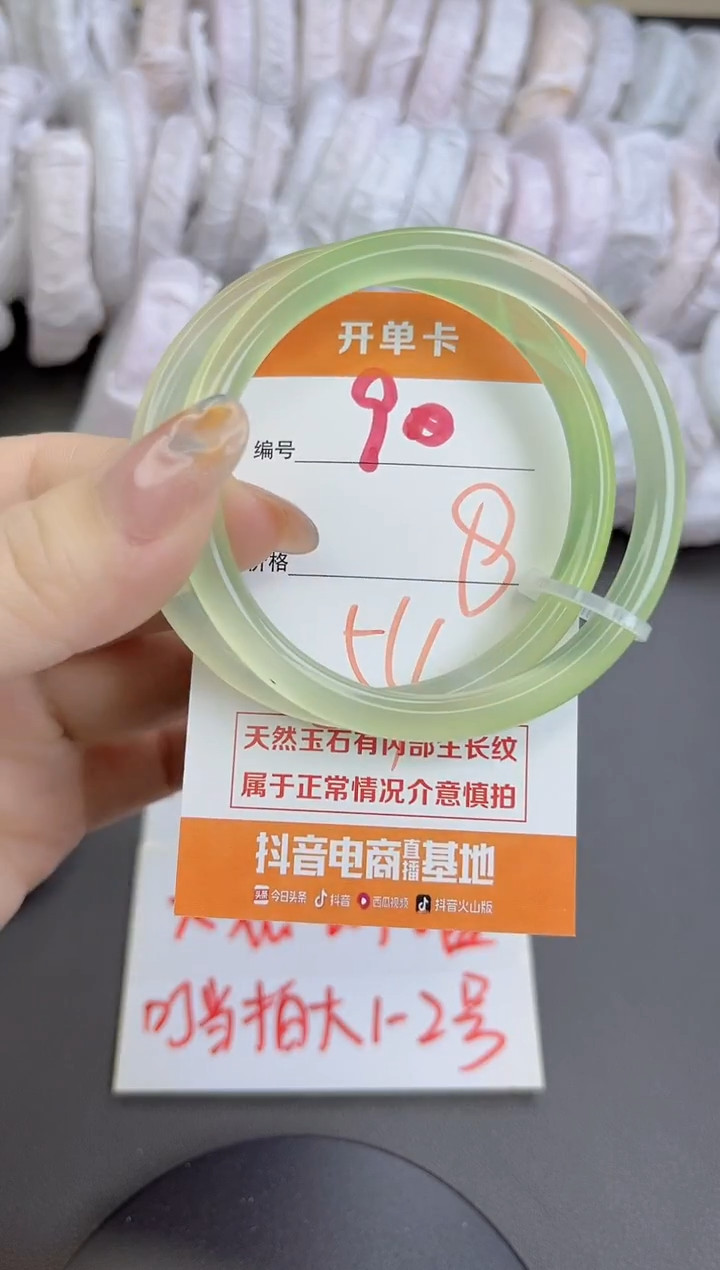 开单卡
编号 90
价格
8
天然玉石有内部生长纹
属于正常情况介意慎拍
抖音电商直播基地
今日头条 抖音 西瓜视频 抖音火山版
叮当拍大1-2号